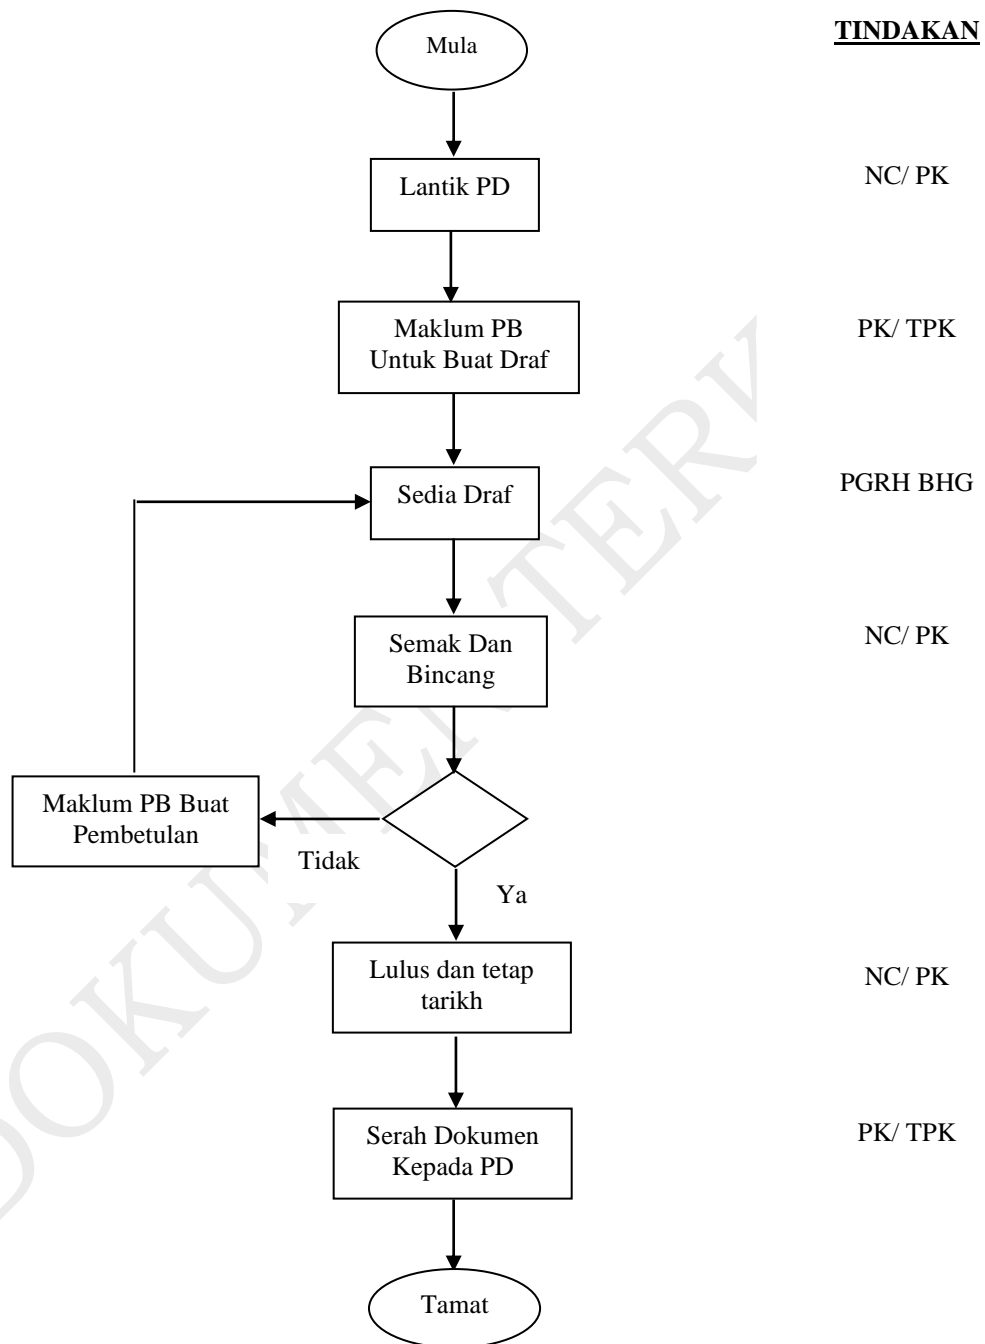 Mula
TINDAKAN
Lantik PD
NC/ PK
Maklum PB
Untuk Buat Draf
PK/ TPK
Sedia Draf
PGRH BHG
Semak Dan
Bincang
NC/ PK
Maklum PB Buat
Pembetulan
Tidak
Ya
Lulus dan tetap
tarikh
NC/ PK
Serah Dokumen
Kepada PD
PK/ TPK
Tamat